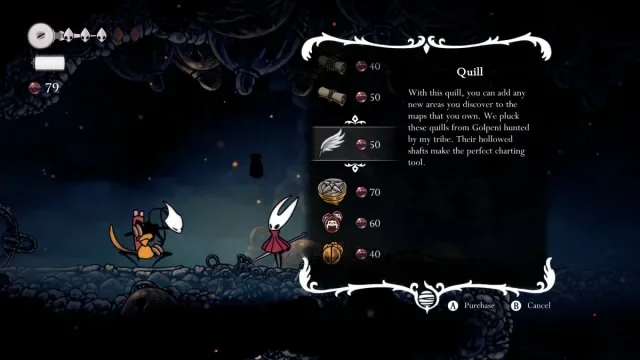 79
40
50
50
70
60
40
Quill
With this quill, you can add any
new areas you discover to the
maps that you own. We pluck
these quills from Golpeni hunted
by my tribe. Their hollowed
shafts make the perfect charting
tool.
A Purchase B Cancel